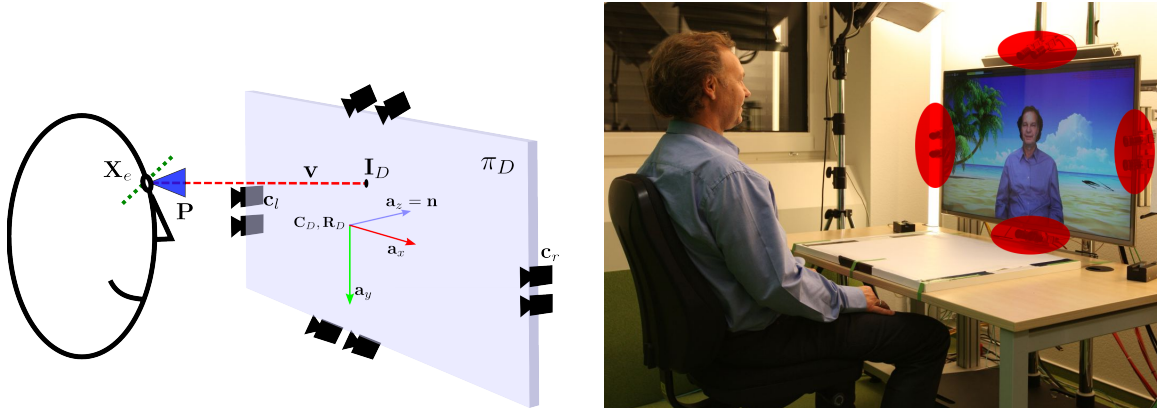 X_e
P
v
I_D
π_D
c_l
a_z = n
C_D, R_D
a_x
a_y
c_r